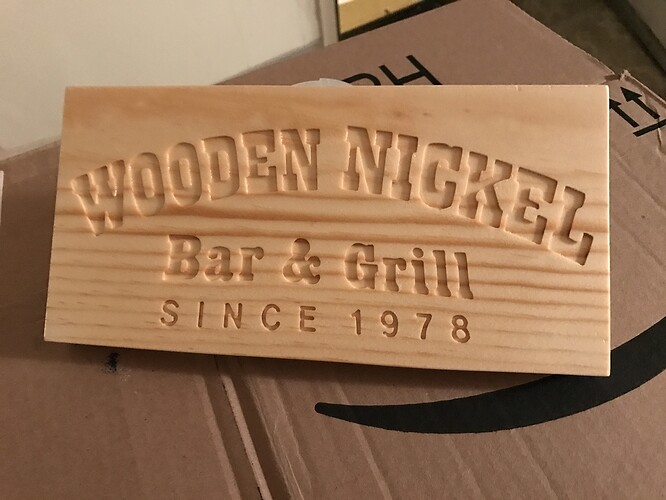 WOODEN NICKEL
Bar & Grill
SINCE 1978